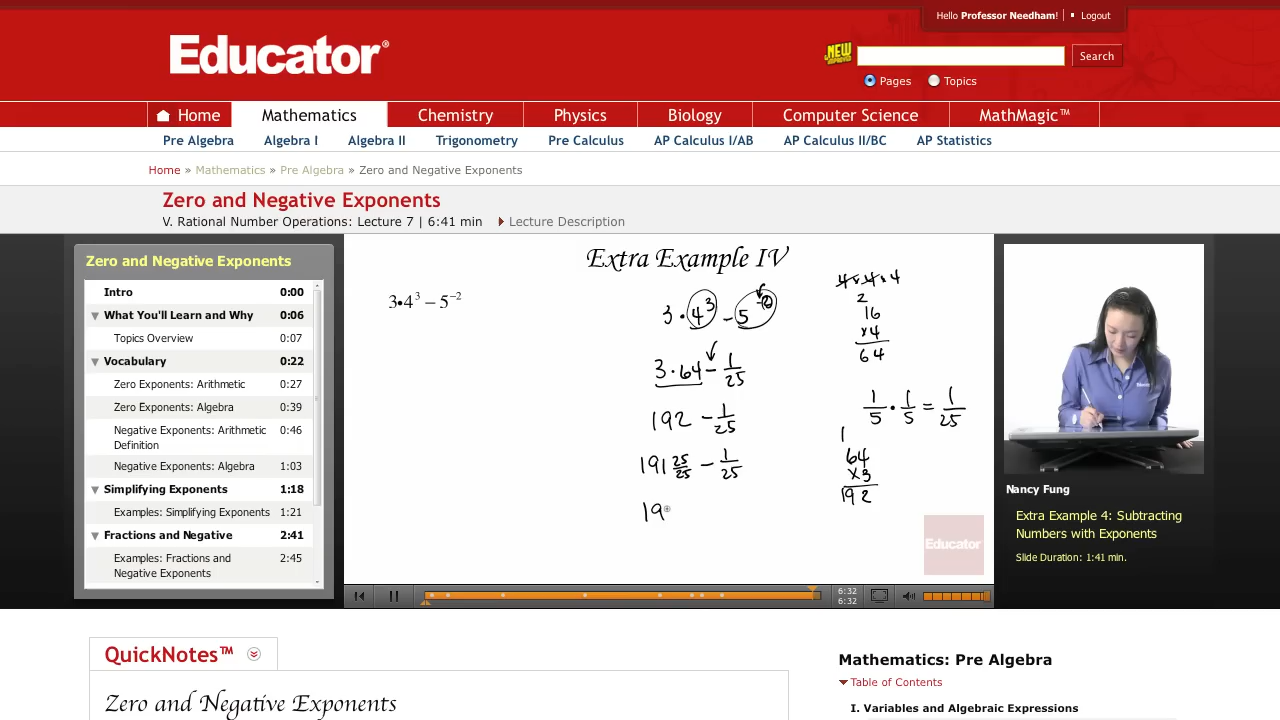 Hello Professor Needham! ▪ Logout
Educator®
NEW
IMPROVED
Search
Pages Topics
Home Mathematics Chemistry Physics Biology Computer Science MathMagic™
Pre Algebra Algebra I Algebra II Trigonometry Pre Calculus AP Calculus I/AB AP Calculus II/BC AP Statistics
Home » Mathematics » Pre Algebra » Zero and Negative Exponents
Zero and Negative Exponents
V. Rational Number Operations: Lecture 7 | 6:41 min Lecture Description
Zero and Negative Exponents
Intro 0:00
What You'll Learn and Why 0:06
Topics Overview 0:07
Vocabulary 0:22
Zero Exponents: Arithmetic 0:27
Zero Exponents: Algebra 0:39
Negative Exponents: Arithmetic 0:46
Definition
Negative Exponents: Algebra 1:03
Simplifying Exponents 1:18
Examples: Simplifying Exponents 1:21
Fractions and Negative 2:41
Examples: Fractions and 2:45
Negative Exponents
Extra Example IV
3•4³ − 5⁻²
3 · 4³ − 5⁻²
3 · 64 − 1/25
192 − 1/25
191 25/25 − 1/25
19
4 · 4 · 4
2
16
×4
64
1/5 · 1/5 = 1/25
1
64
×3
192
Educator
6:32
6:32
Nancy Fung
Extra Example 4: Subtracting
Numbers with Exponents
Slide Duration: 1:41 min.
QuickNotes™
Zero and Negative Exponents
Mathematics: Pre Algebra
Table of Contents
I. Variables and Algebraic Expressions